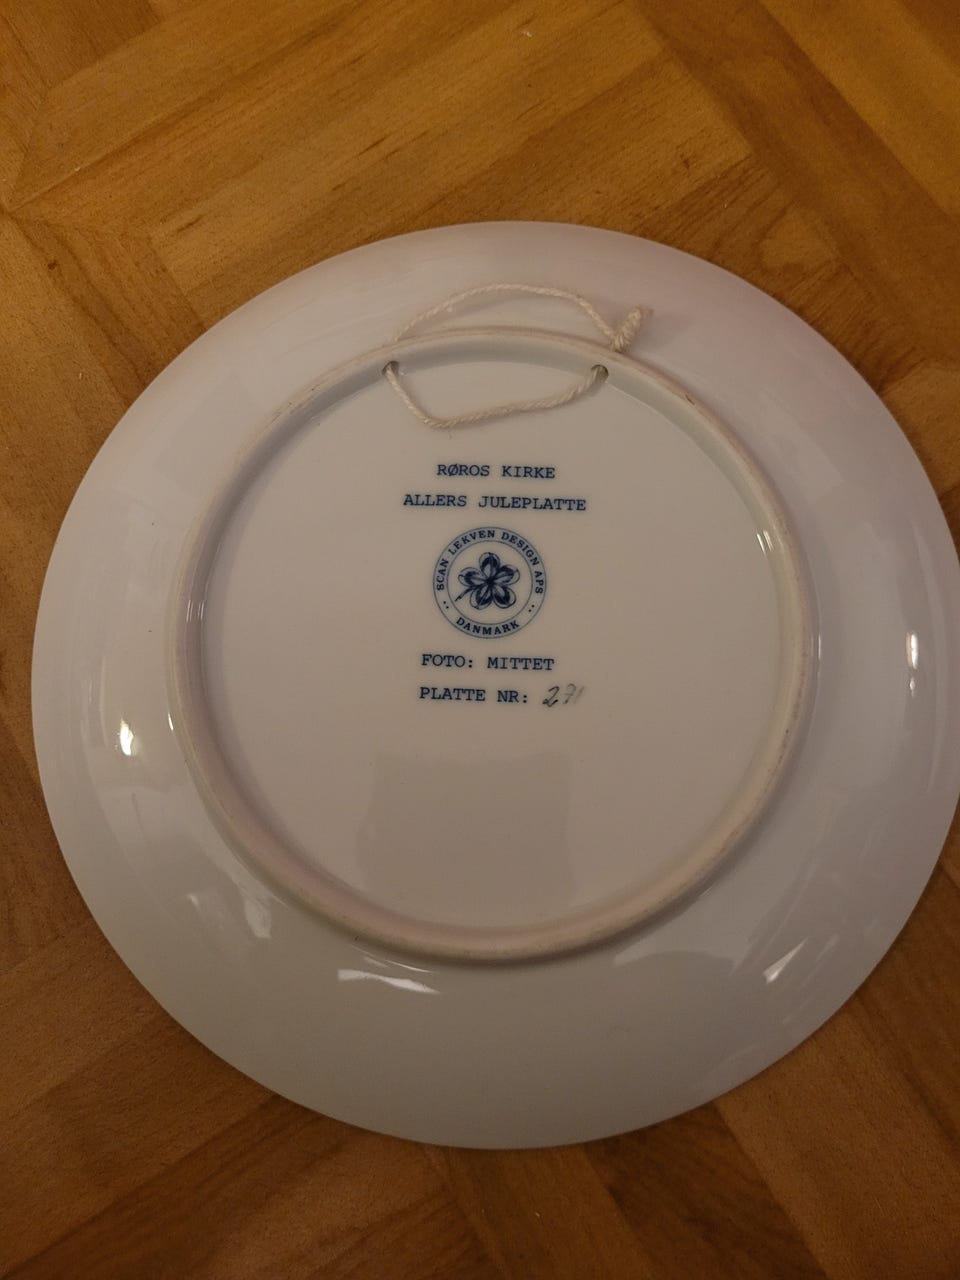 RØROS KIRKE
ALLERS JULEPLATTE
SCAN LEKVEN DESIGN APS
DANMARK
FOTO: MITTET
PLATTE NR: 271